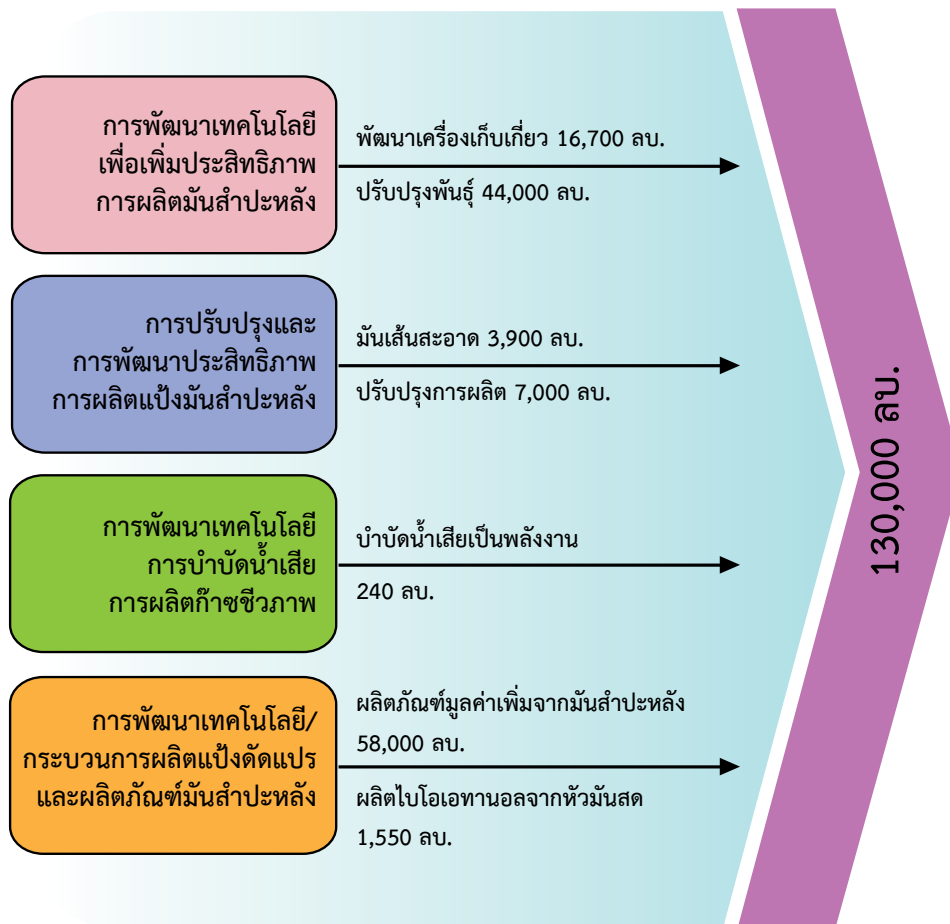 การพัฒนาเทคโนโลยี
เพื่อเพิ่มประสิทธิภาพ
การผลิตมันสำปะหลัง
พัฒนาเครื่องเก็บเกี่ยว 16,700 ลบ.
ปรับปรุงพันธุ์ 44,000 ลบ.
การปรับปรุงและ
การพัฒนาประสิทธิภาพ
การผลิตแป้งมันสำปะหลัง
มันเส้นสะอาด 3,900 ลบ.
ปรับปรุงการผลิต 7,000 ลบ.
การพัฒนาเทคโนโลยี
การบำบัดน้ำเสีย
การผลิตก๊าซชีวภาพ
บำบัดน้ำเสียเป็นพลังงาน
240 ลบ.
การพัฒนาเทคโนโลยี/
กระบวนการผลิตแป้งดัดแปร
และผลิตภัณฑ์มันสำปะหลัง
ผลิตภัณฑ์มูลค่าเพิ่มจากมันสำปะหลัง
58,000 ลบ.
ผลิตไบโอเอทานอลจากหัวมันสด
1,550 ลบ.
130,000 ลบ.